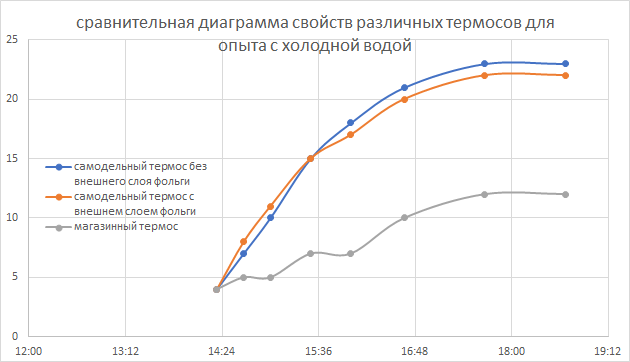 сравнительная диаграмма свойств различных термосов для
опыта с холодной водой
25
20
15
10
5
0
самодельный термос без
внешнего слоя фольги
самодельный термос с
внешнем слоем фольги
магазинный термос
12:00 13:12 14:24 15:36 16:48 18:00 19:12